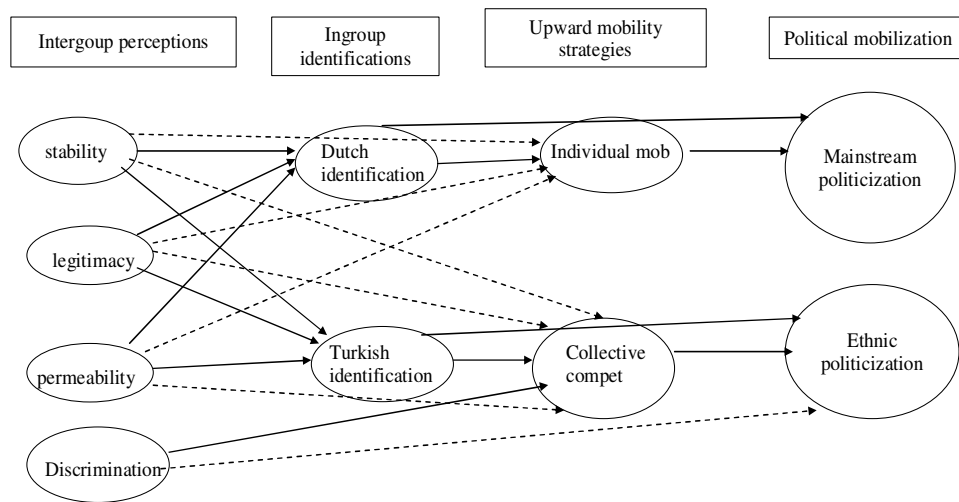 Intergroup perceptions
Ingroup
identifications
Upward mobility
strategies
Political mobilization
stability
Dutch
identification
Individual mob
Mainstream
politicization
legitimacy
permeability
Turkish
identification
Collective
compet
Ethnic
politicization
Discrimination